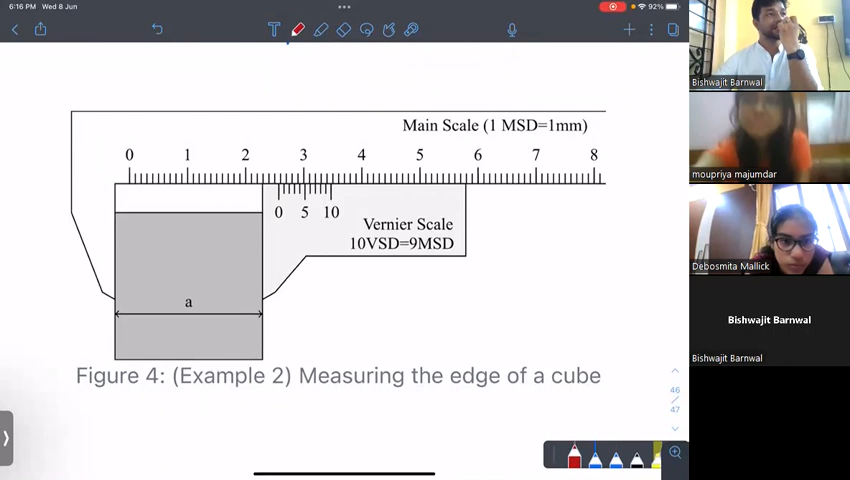 6:16 PM Wed 8 Jun
92%
Main Scale (1 MSD=1mm)
0 1 2 3 4 5 6 7 8
0 5 10
Vernier Scale
10VSD=9MSD
a
Figure 4: (Example 2) Measuring the edge of a cube
46
/
47
Bishwajit Barnwal
moupriya majumdar
Debosmita Mallick
Bishwajit Barnwal
Bishwajit Barnwal